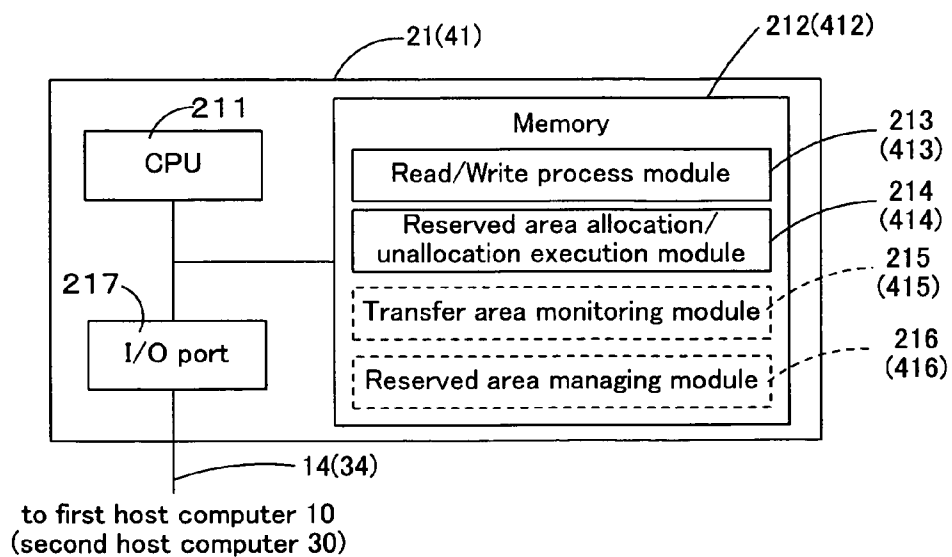 21(41)
212(412)
211
CPU
217
I/O port
Memory
Read/Write process module
213
(413)
Reserved area allocation/
unallocation execution module
214
(414)
Transfer area monitoring module
215
(415)
Reserved area managing module
216
(416)
14(34)
to first host computer 10
(second host computer 30)